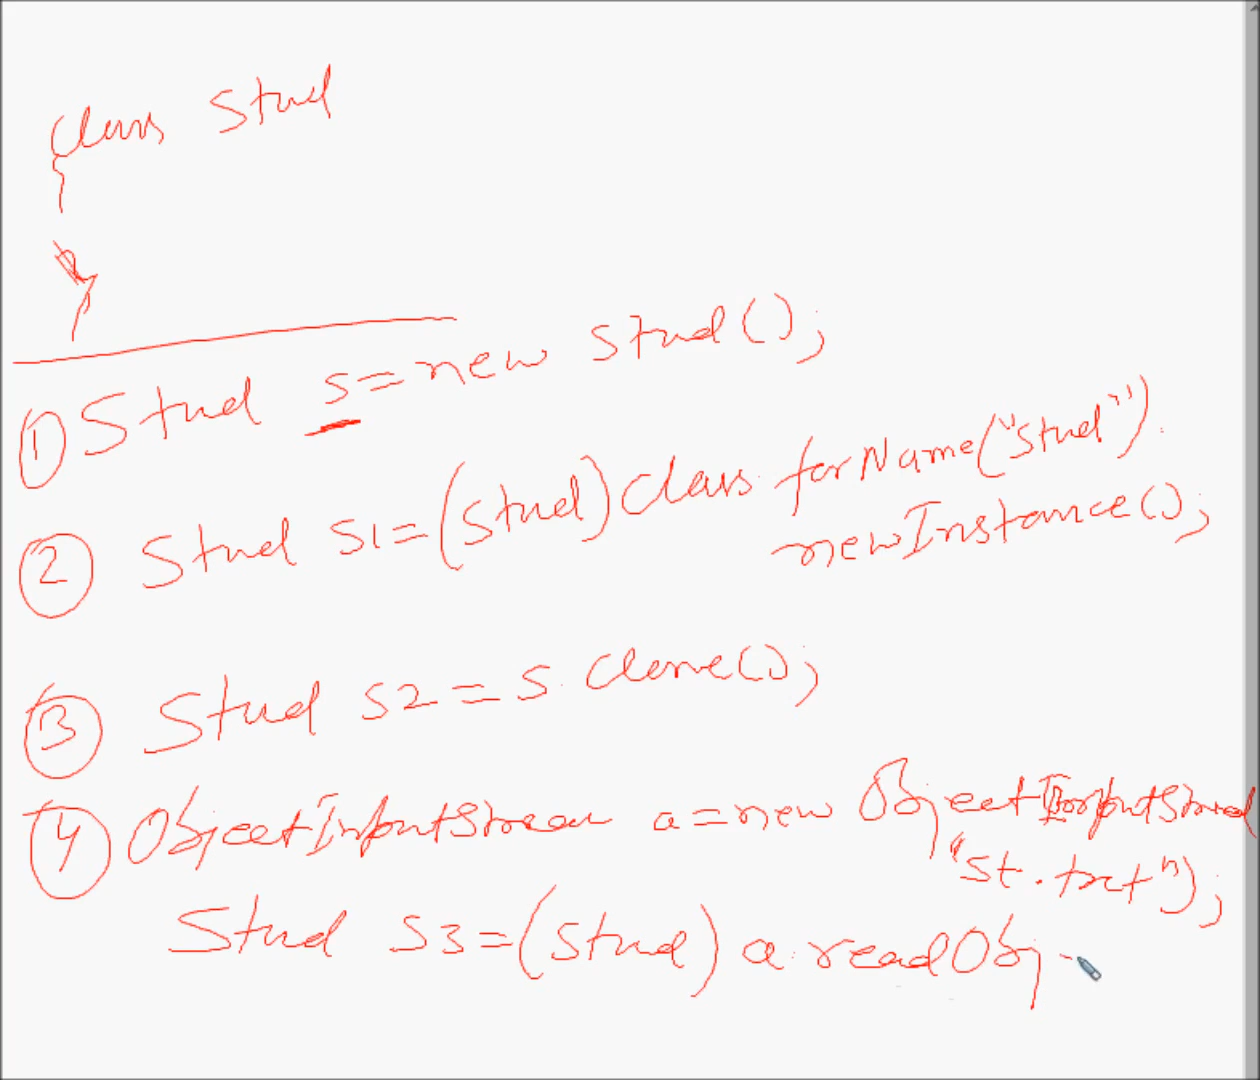 class Stud
{
}
① Stud s=new Stud();
② Stud s1=(Stud)Class.forName("Stud").
newInstance();
③ Stud s2=s.clone();
④ ObjectInputStream a=new ObjectInputStream(
"st.txt");
Stud s3=(Stud) a.readObj